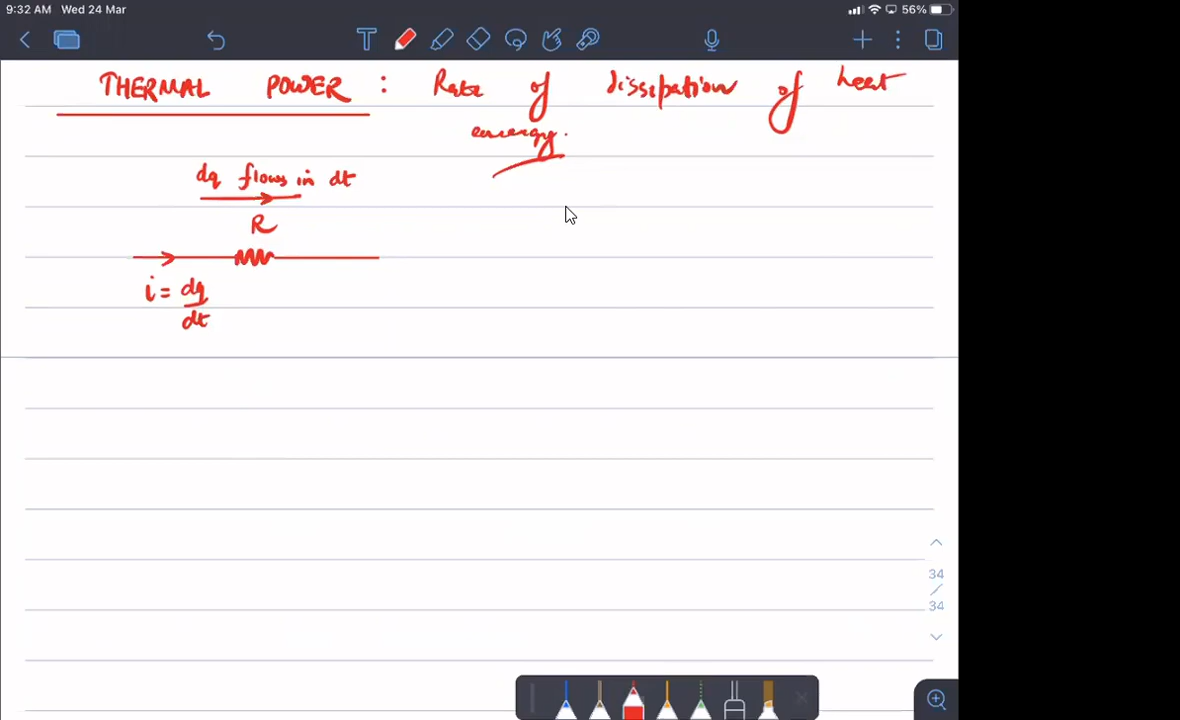 9:32 AM Wed 24 Mar
56%
THERMAL POWER : Rate of dissipation of heat
energy.
dq flows in dt
R
i = dq
dt
34
34